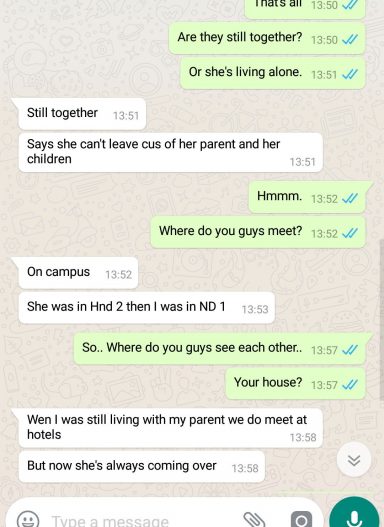 That's all 13:50
Are they still together? 13:50
Or she's living alone. 13:51
Still together 13:51
Says she can't leave cus of her parent and her
children 13:51
Hmmm. 13:52
Where do you guys meet? 13:52
On campus 13:52
She was in Hnd 2 then I was in ND 1 13:53
So.. Where do you guys see each other.. 13:57
Your house? 13:57
Wen I was still living with my parent we do meet at
hotels 13:58
But now she's always coming over 13:58
Type a message